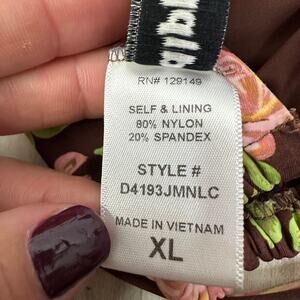 RN# 129149
SELF & LINING
80% NYLON
20% SPANDEX
STYLE #
D4193JMNLC
MADE IN VIETNAM
XL